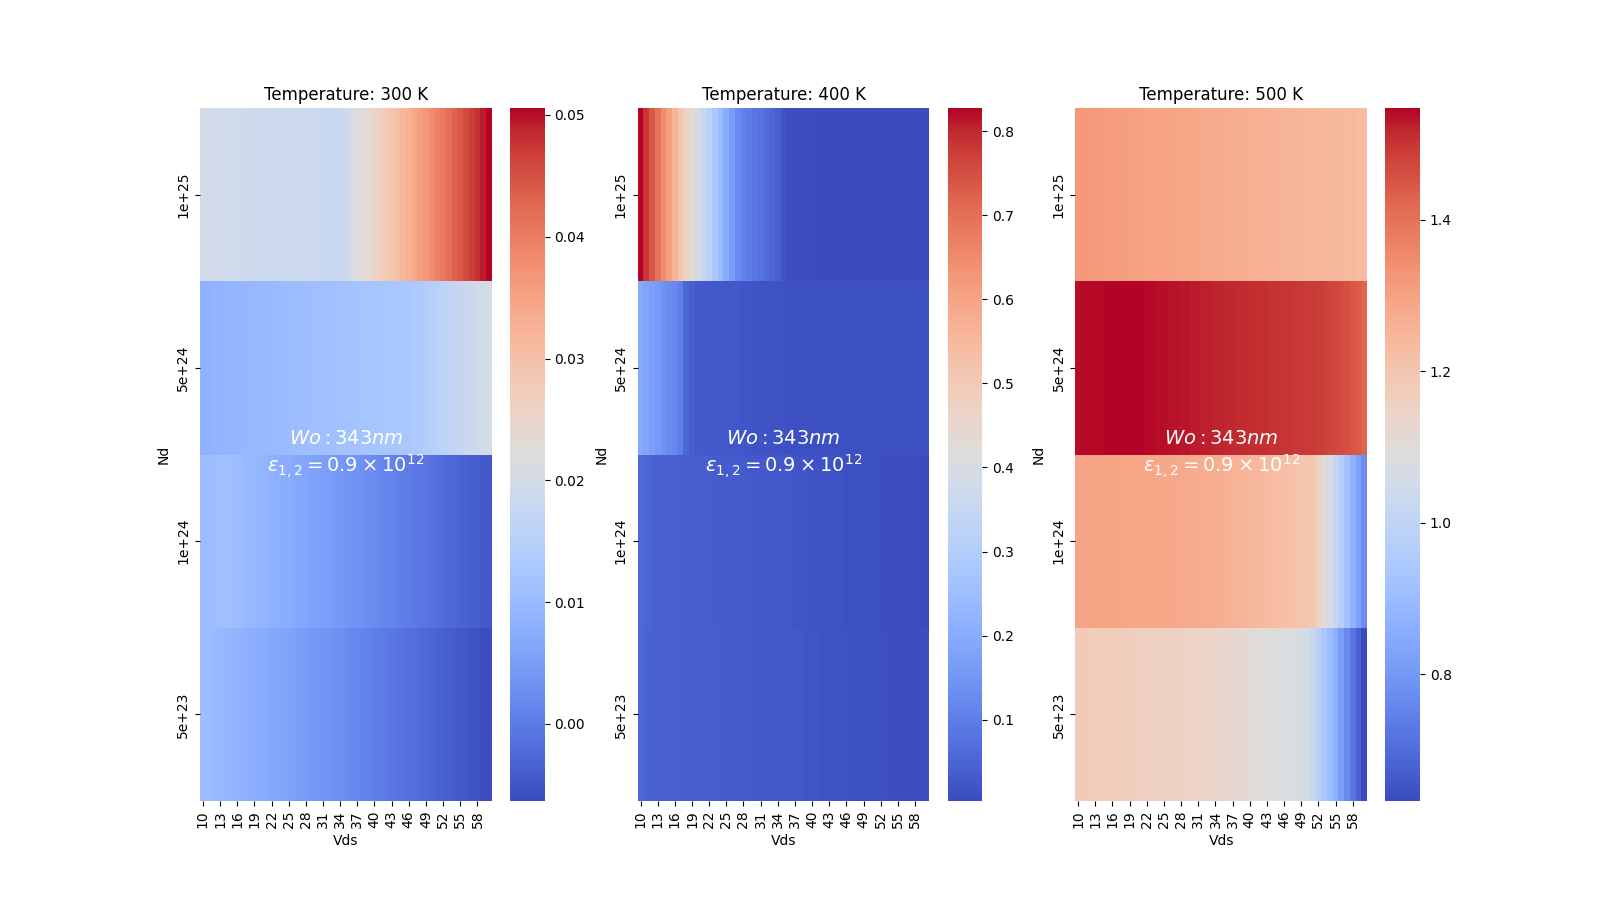 Temperature: 300 K
Temperature: 400 K
Temperature: 500 K
Nd
1e+25
5e+24
1e+24
5e+23
Wo : 343nm
ε1, 2 = 0.9 × 10^12
10 13 16 19 22 25 28 31 34 37 40 43 46 49 52 55 58
Vds
0.05
0.04
0.03
0.02
0.01
0.00
Nd
1e+25
5e+24
1e+24
5e+23
Wo : 343nm
ε1, 2 = 0.9 × 10^12
10 13 16 19 22 25 28 31 34 37 40 43 46 49 52 55 58
Vds
0.8
0.7
0.6
0.5
0.4
0.3
0.2
0.1
Nd
1e+25
5e+24
1e+24
5e+23
Wo : 343nm
ε1, 2 = 0.9 × 10^12
10 13 16 19 22 25 28 31 34 37 40 43 46 49 52 55 58
Vds
1.4
1.2
1.0
0.8